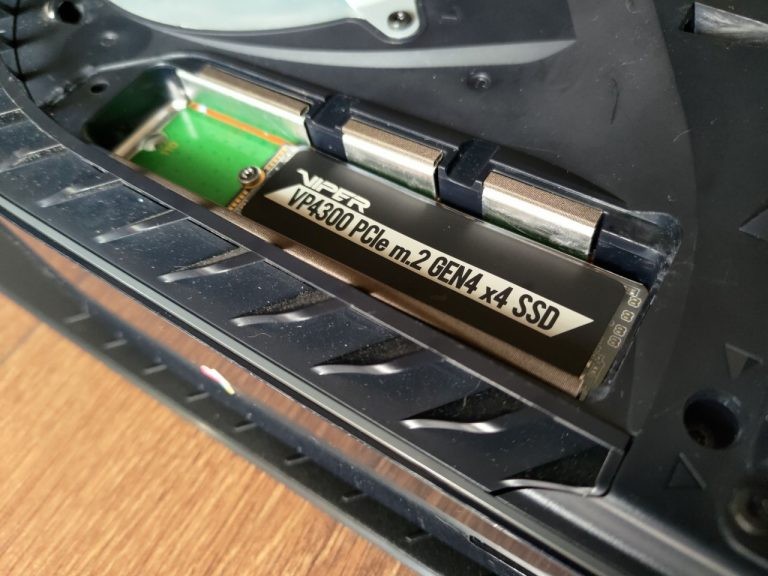 VIPER
VP4300 PCIe m.2 GEN4 x4 SSD